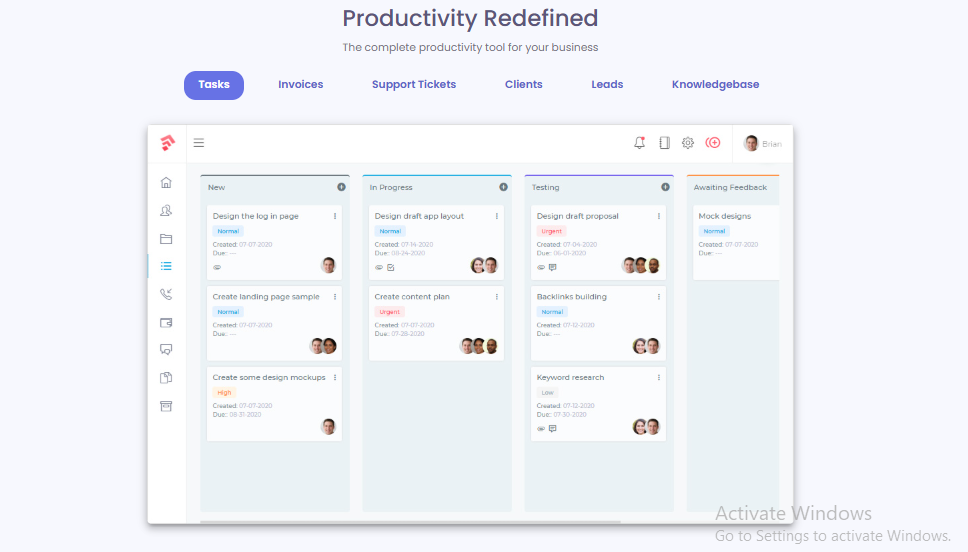 Productivity Redefined
The complete productivity tool for your business
Tasks Invoices Support Tickets Clients Leads Knowledgebase
Brian
New
Design the log in page
Normal
Created: 07-07-2020
Due: ---
Create landing page sample
Normal
Created: 07-07-2020
Due: ---
Create some design mockups
High
Created: 07-07-2020
Due: 08-31-2020
In Progress
Design draft app layout
Normal
Created: 07-14-2020
Due: 08-24-2020
Create content plan
Urgent
Created: 07-07-2020
Due: 07-28-2020
Testing
Design draft proposal
Urgent
Created: 07-04-2020
Due: 06-01-2020
Backlinks building
Normal
Created: 07-12-2020
Due: ---
Keyword research
Low
Created: 07-12-2020
Due: 07-30-2020
Awaiting Feedback
Mock designs
Normal
Created: 07-07-2020
Due: ---
Activate Windows
Go to Settings to activate Windows.